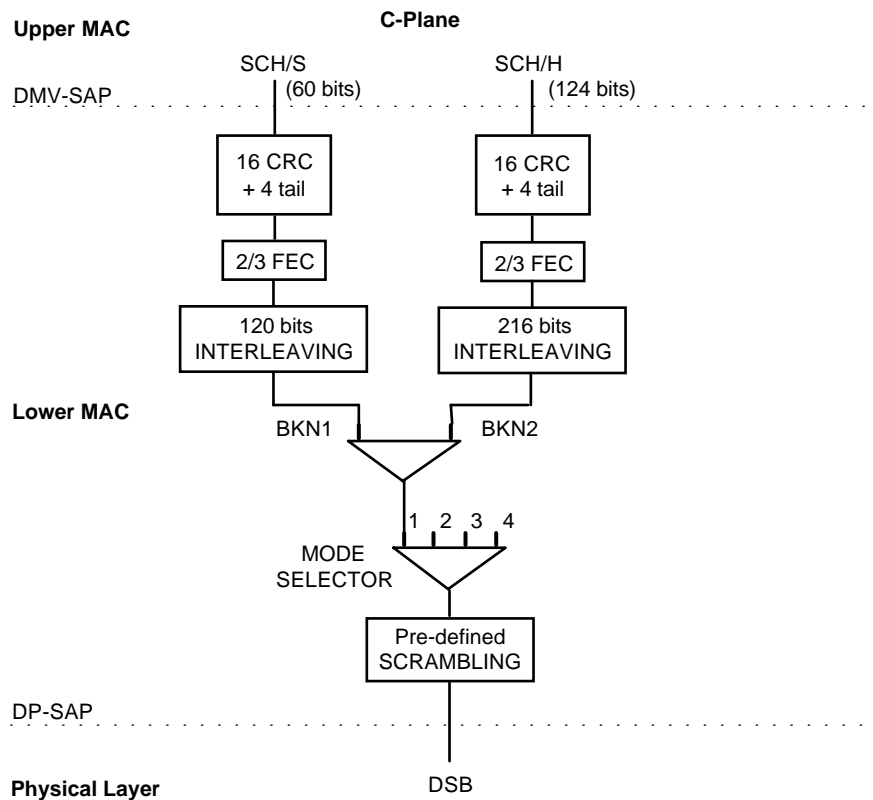 C-Plane
Upper MAC
SCH/S
SCH/H
(60 bits)
(124 bits)
DMV-SAP
16 CRC
+ 4 tail
16 CRC
+ 4 tail
2/3 FEC
2/3 FEC
120 bits
INTERLEAVING
216 bits
INTERLEAVING
Lower MAC
BKN1
BKN2
1 2 3 4
MODE
SELECTOR
Pre-defined
SCRAMBLING
DP-SAP
DSB
Physical Layer